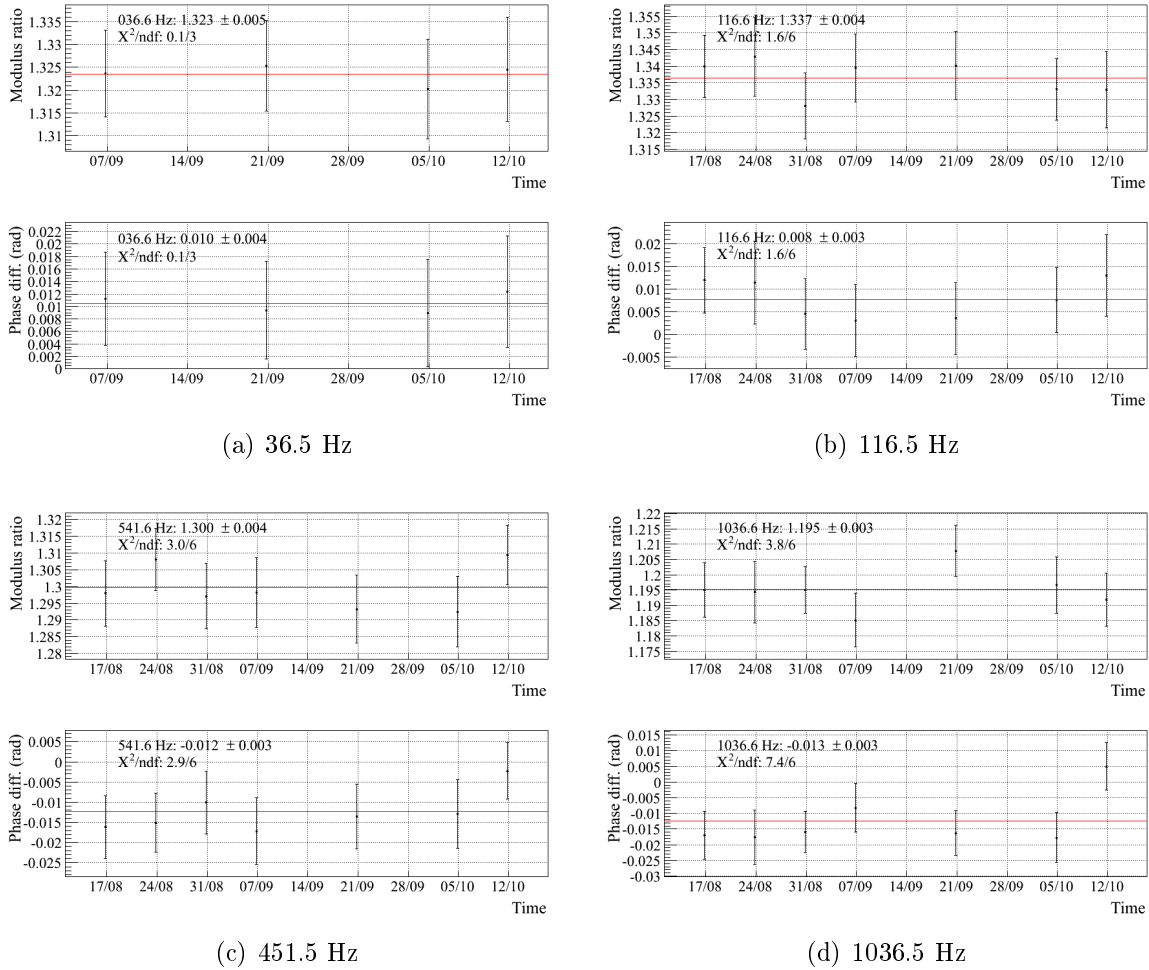 Modulus ratio
036.6 Hz: 1.323 ± 0.005
X²/ndf: 0.1/3
1.335
1.33
1.325
1.32
1.315
1.31
07/09 14/09 21/09 28/09 05/10 12/10
Time
Phase diff. (rad)
036.6 Hz: 0.010 ± 0.004
X²/ndf: 0.1/3
0.022
0.02
0.018
0.016
0.014
0.012
0.01
0.008
0.006
0.004
0.002
0
07/09 14/09 21/09 28/09 05/10 12/10
Time
(a) 36.5 Hz
Modulus ratio
116.6 Hz: 1.337 ± 0.004
X²/ndf: 1.6/6
1.355
1.35
1.345
1.34
1.335
1.33
1.325
1.32
1.315
17/08 24/08 31/08 07/09 14/09 21/09 28/09 05/10 12/10
Time
Phase diff. (rad)
116.6 Hz: 0.008 ± 0.003
X²/ndf: 1.6/6
0.02
0.015
0.01
0.005
0
-0.005
17/08 24/08 31/08 07/09 14/09 21/09 28/09 05/10 12/10
Time
(b) 116.5 Hz
Modulus ratio
541.6 Hz: 1.300 ± 0.004
X²/ndf: 3.0/6
1.32
1.315
1.31
1.305
1.3
1.295
1.29
1.285
1.28
17/08 24/08 31/08 07/09 14/09 21/09 28/09 05/10 12/10
Time
Phase diff. (rad)
541.6 Hz: -0.012 ± 0.003
X²/ndf: 2.9/6
0.005
0
-0.005
-0.01
-0.015
-0.02
-0.025
17/08 24/08 31/08 07/09 14/09 21/09 28/09 05/10 12/10
Time
(c) 451.5 Hz
Modulus ratio
1036.6 Hz: 1.195 ± 0.003
X²/ndf: 3.8/6
1.22
1.215
1.21
1.205
1.2
1.195
1.19
1.185
1.18
1.175
17/08 24/08 31/08 07/09 14/09 21/09 28/09 05/10 12/10
Time
Phase diff. (rad)
1036.6 Hz: -0.013 ± 0.003
X²/ndf: 7.4/6
0.015
0.01
0.005
0
-0.005
-0.01
-0.015
-0.02
-0.025
-0.03
17/08 24/08 31/08 07/09 14/09 21/09 28/09 05/10 12/10
Time
(d) 1036.5 Hz